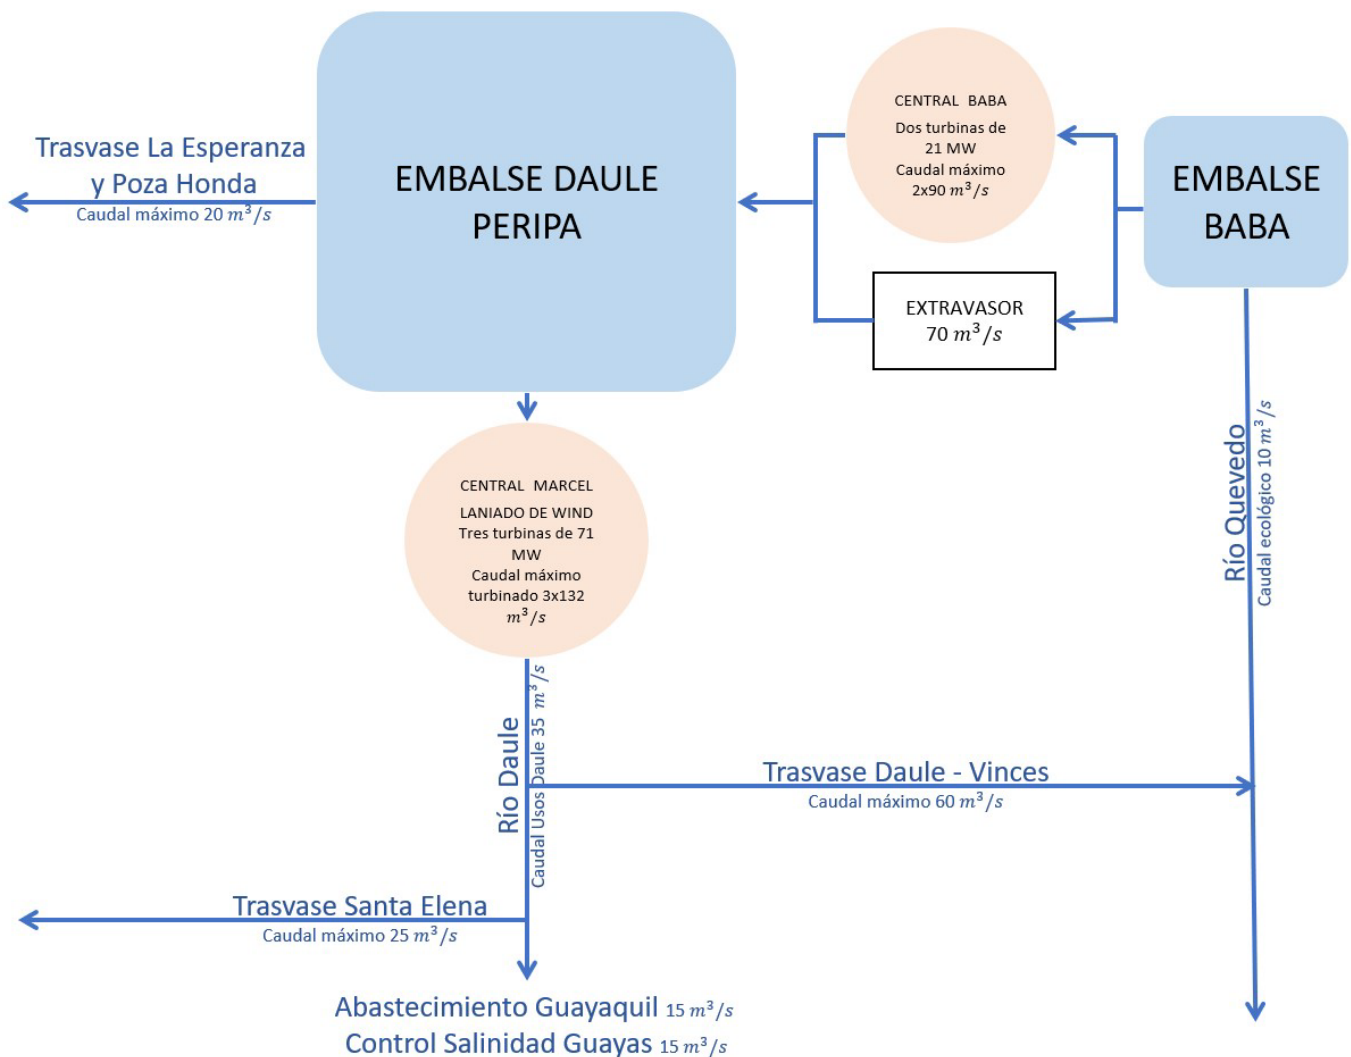 Trasvase La Esperanza
y Poza Honda
Caudal máximo 20 m³/s
EMBALSE DAULE
PERIPA
CENTRAL BABA
Dos turbinas de
21 MW
Caudal máximo
2x90 m³/s
EXTRAVASOR
70 m³/s
EMBALSE
BABA
Río Quevedo
Caudal ecológico 10 m³/s
CENTRAL MARCEL
LANIADO DE WIND
Tres turbinas de 71
MW
Caudal máximo
turbinado 3x132
m³/s
Río Daule
Caudal Usos Daule 35 m³/s
Trasvase Daule - Vinces
Caudal máximo 60 m³/s
Trasvase Santa Elena
Caudal máximo 25 m³/s
Abastecimiento Guayaquil 15 m³/s
Control Salinidad Guayas 15 m³/s